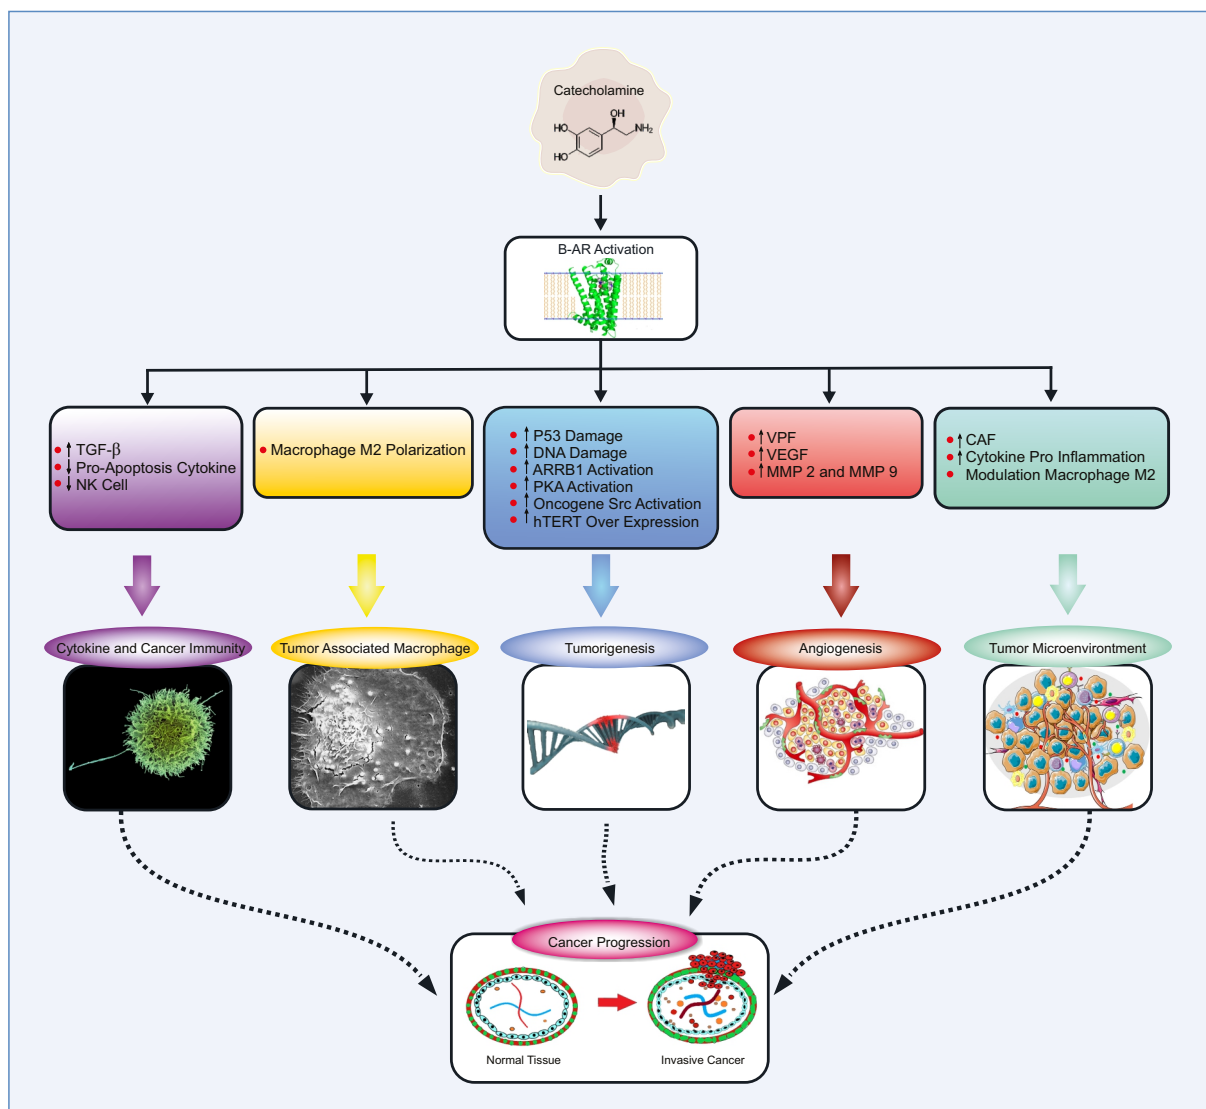 Catecholamine
OH
HO
NH₂
HO
B-AR Activation
↑ TGF-β
↓ Pro-Apoptosis Cytokine
↓ NK Cell
Macrophage M2 Polarization
↑ P53 Damage
↑ DNA Damage
↑ ARRB1 Activation
↑ PKA Activation
↑ Oncogene Src Activation
↑ hTERT Over Expression
↑ VPF
↑ VEGF
↑ MMP 2 and MMP 9
↑ CAF
↑ Cytokine Pro Inflammation
Modulation Macrophage M2
Cytokine and Cancer Immunity
Tumor Associated Macrophage
Tumorigenesis
Angiogenesis
Tumor Microenvirontment
Cancer Progression
Normal Tissue
Invasive Cancer